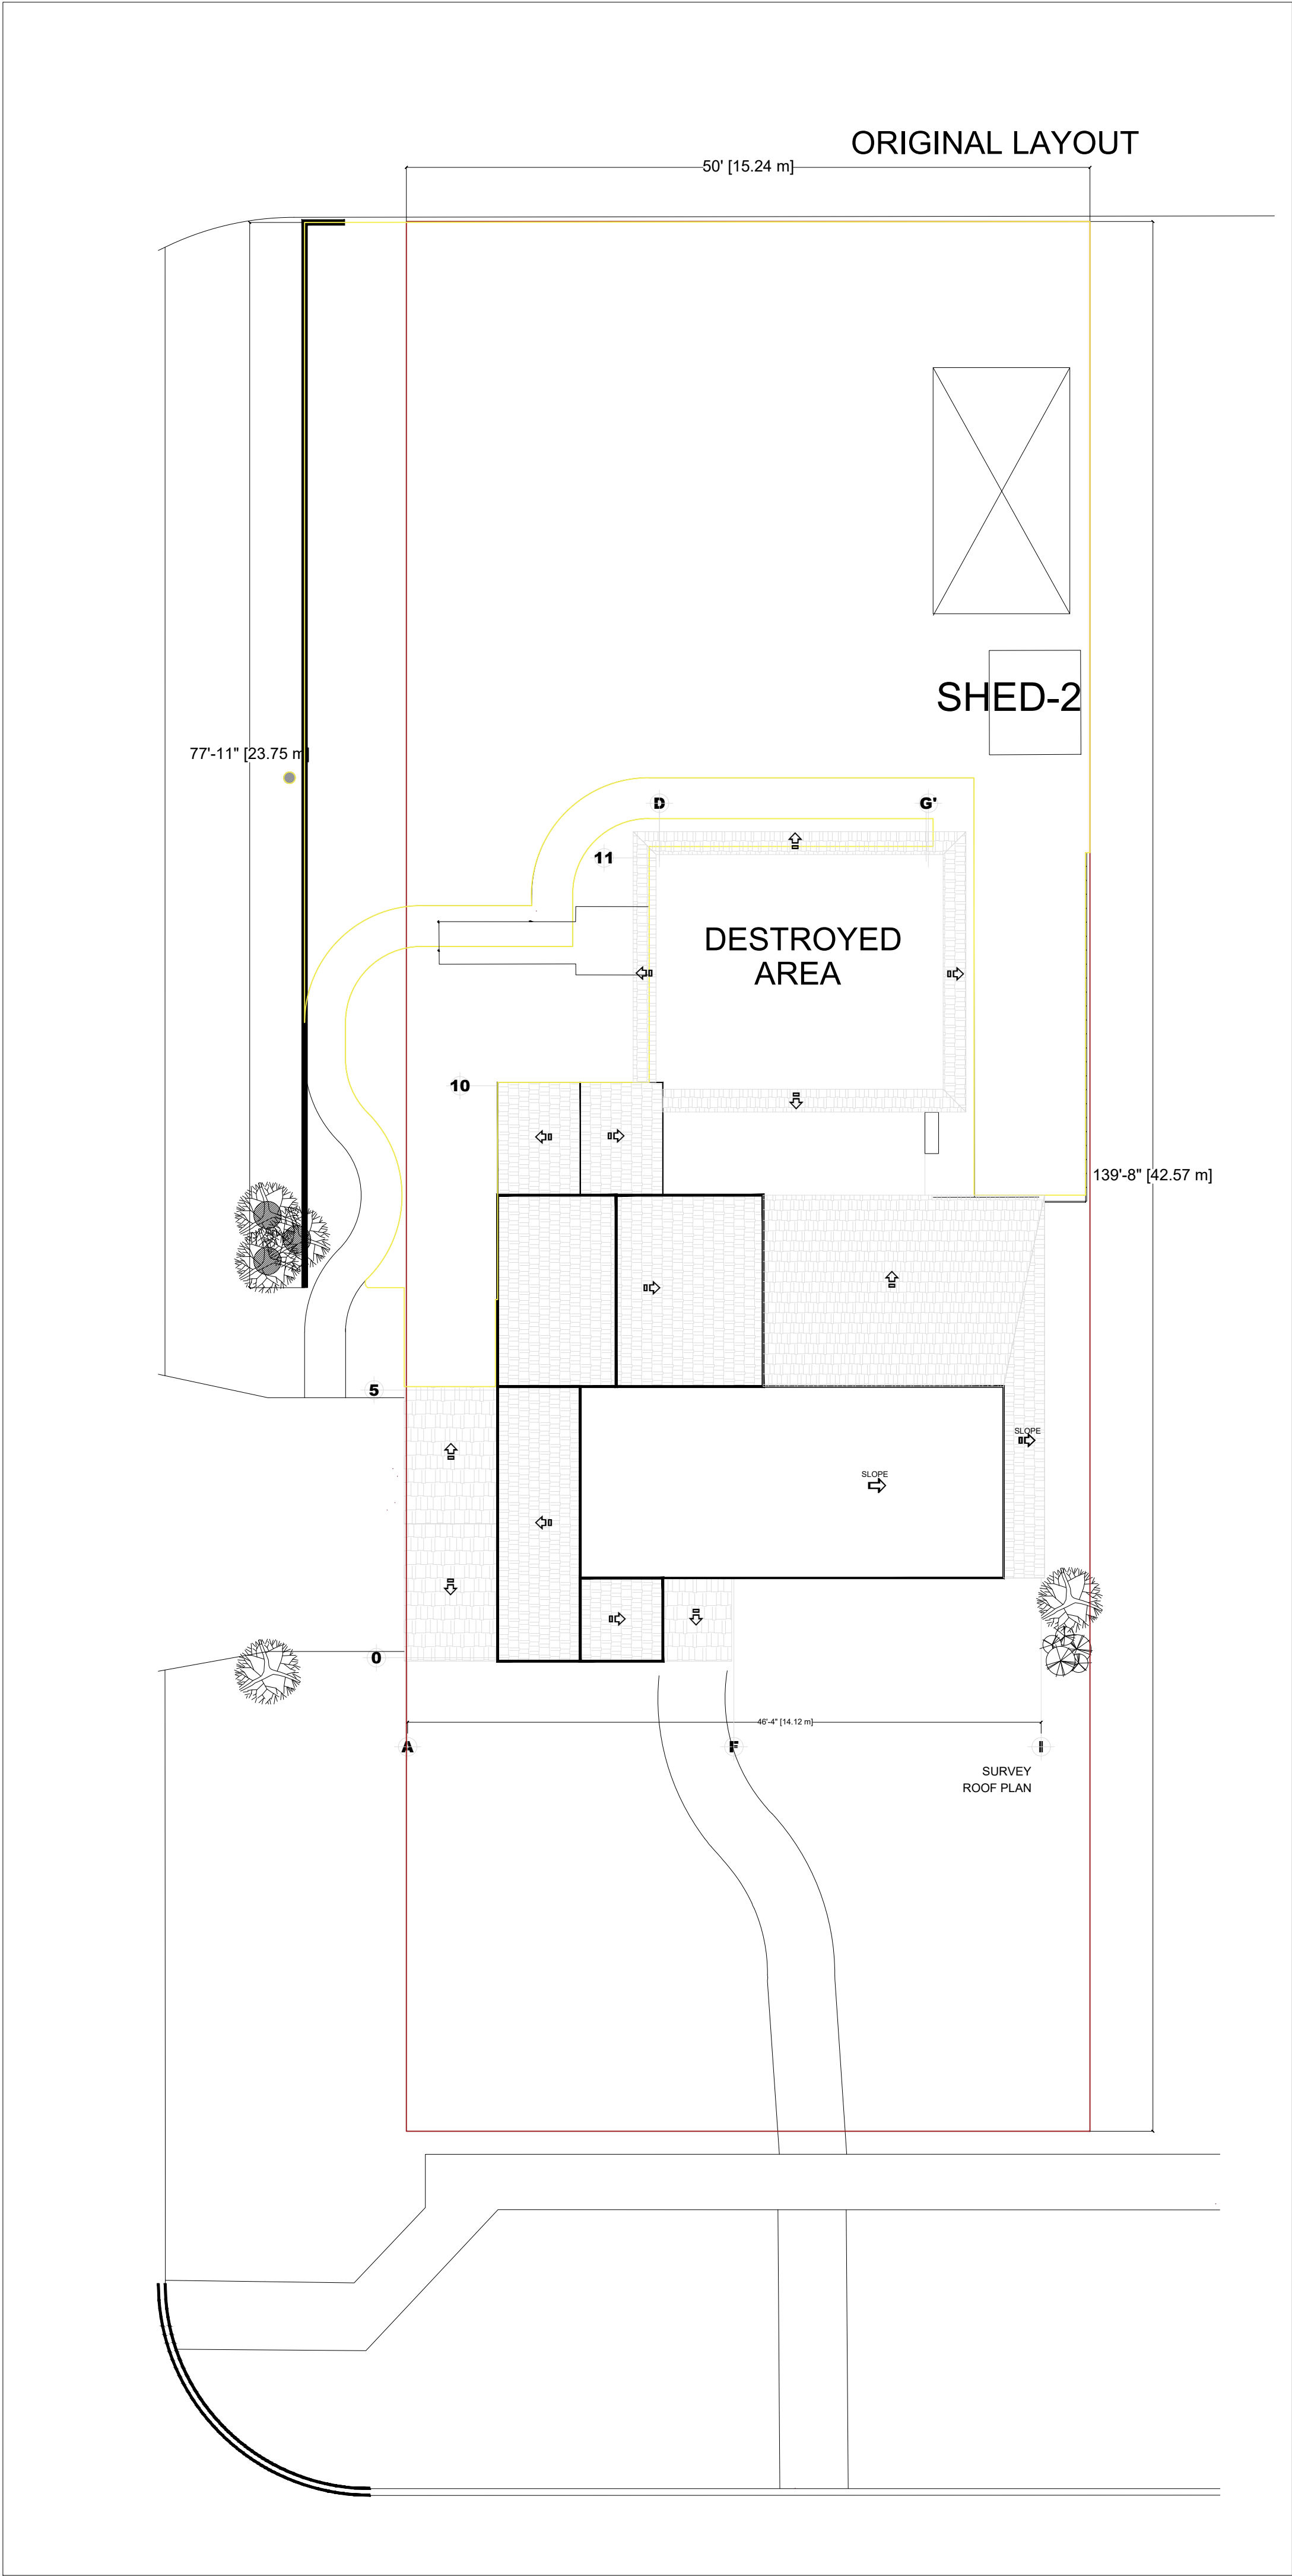 ORIGINAL LAYOUT
50' [15.24 m]
SHED-2
77'-11" [23.75 m]
D
G'
11
DESTROYED
AREA
10
139'-8" [42.57 m]
5
SLOPE
SLOPE
0
46'-4" [14.12 m]
A
F
I
SURVEY
ROOF PLAN